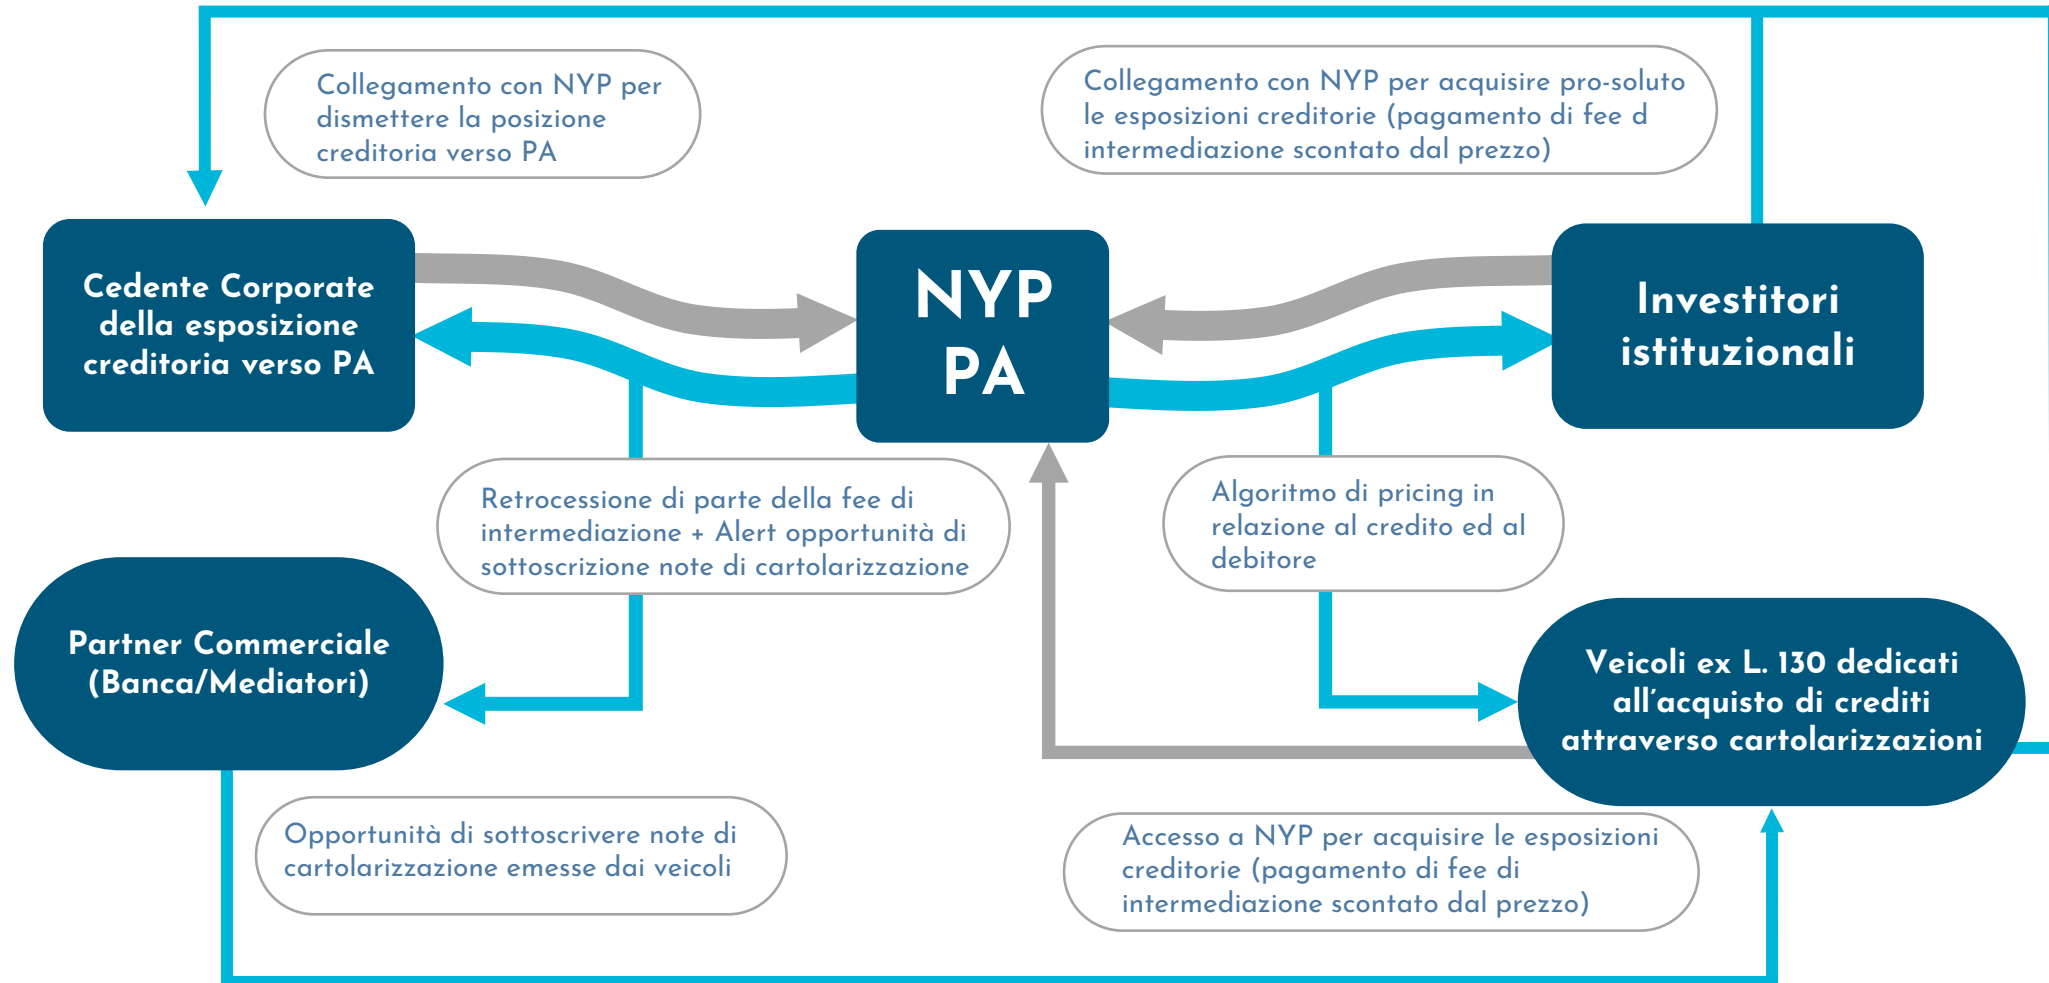 Collegamento con NYP per
dismettere la posizione
creditoria verso PA
Collegamento con NYP per acquisire pro-soluto
le esposizioni creditorie (pagamento di fee d
intermediazione scontato dal prezzo)
Cedente Corporate
della esposizione
creditoria verso PA
NYP
PA
Investitori
istituzionali
Retrocessione di parte della fee di
intermediazione + Alert opportunità di
sottoscrizione note di cartolarizzazione
Algoritmo di pricing in
relazione al credito ed al
debitore
Partner Commerciale
(Banca/Mediatori)
Veicoli ex L. 130 dedicati
all'acquisto di crediti
attraverso cartolarizzazioni
Opportunità di sottoscrivere note di
cartolarizzazione emesse dai veicoli
Accesso a NYP per acquisire le esposizioni
creditorie (pagamento di fee di
intermediazione scontato dal prezzo)